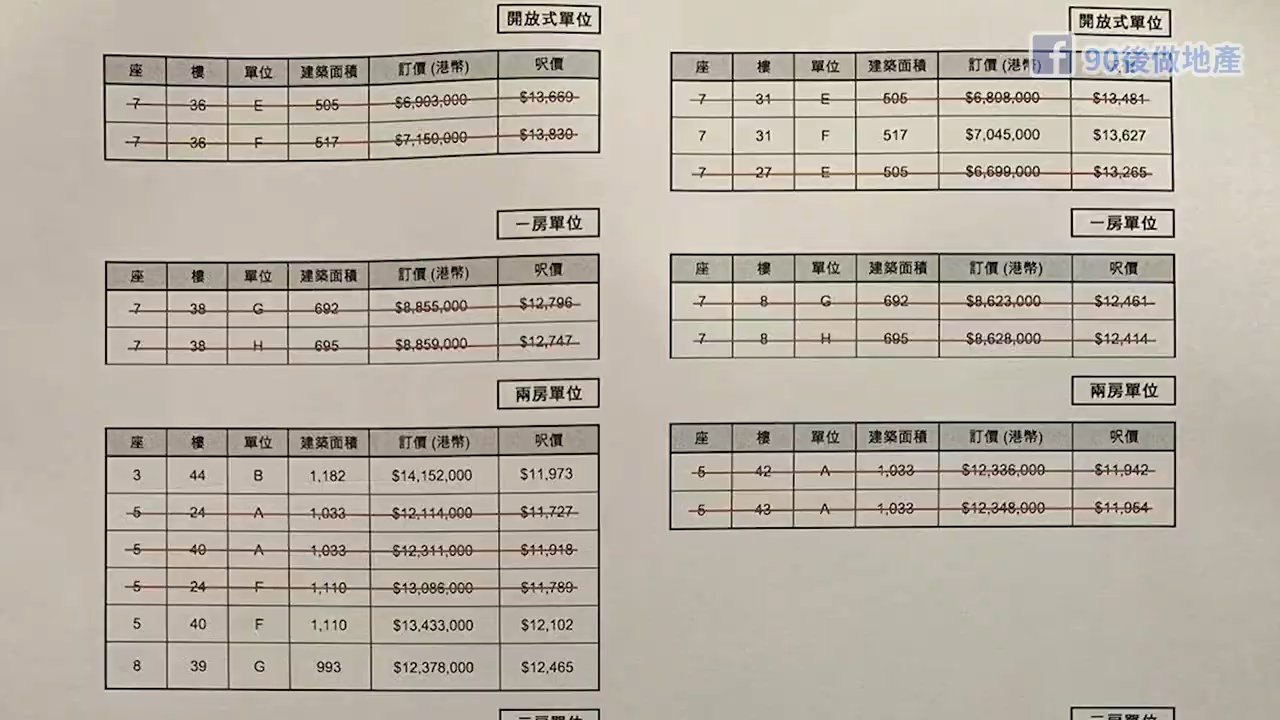 開放式單位
座 樓 單位 建築面積 訂價 (港幣) 呎價
7 36 E 505 $6,903,000 $13,669
7 36 F 517 $7,150,000 $13,830
一房單位
座 樓 單位 建築面積 訂價 (港幣) 呎價
7 38 G 692 $8,855,000 $12,796
7 38 H 695 $8,859,000 $12,747
兩房單位
座 樓 單位 建築面積 訂價 (港幣) 呎價
3 44 B 1,182 $14,152,000 $11,973
5 24 A 1,033 $12,114,000 $11,727
5 40 A 1,033 $12,311,000 $11,918
5 24 F 1,110 $13,086,000 $11,789
5 40 F 1,110 $13,433,000 $12,102
8 39 G 993 $12,378,000 $12,465
開放式單位
90後做地產
座 樓 單位 建築面積 訂價 (港幣)
7 31 E 505 $6,808,000 $13,481
7 31 F 517 $7,045,000 $13,627
7 27 E 505 $6,699,000 $13,265
一房單位
座 樓 單位 建築面積 訂價 (港幣) 呎價
7 8 G 692 $8,623,000 $12,461
7 8 H 695 $8,628,000 $12,414
兩房單位
座 樓 單位 建築面積 訂價 (港幣) 呎價
5 42 A 1,033 $12,336,000 $11,942
5 43 A 1,033 $12,348,000 $11,954